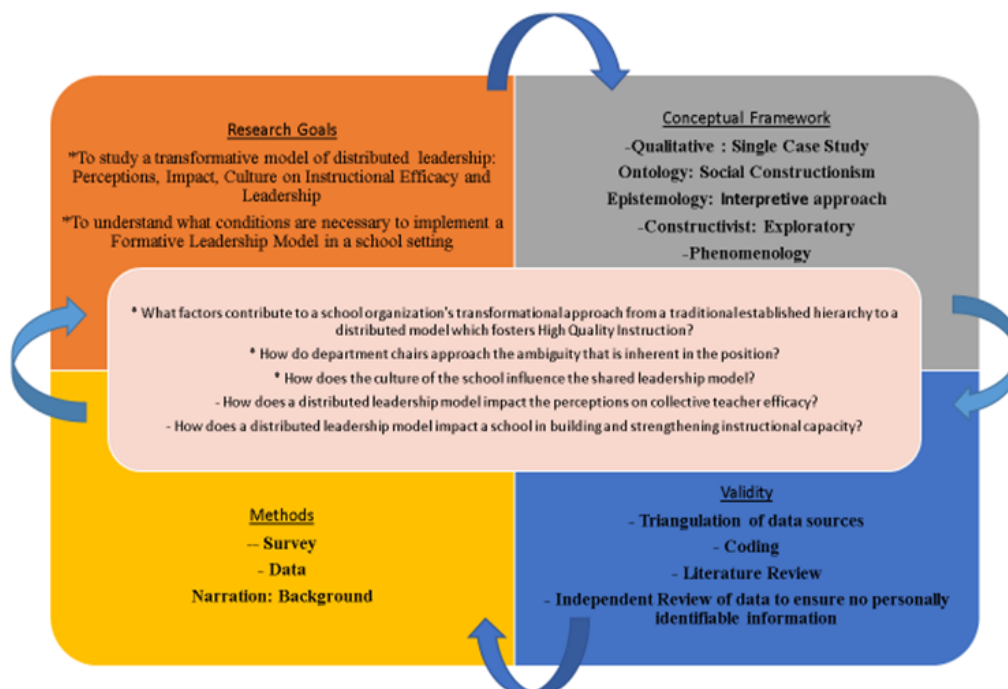 Research Goals
*To study a transformative model of distributed leadership:
Perceptions, Impact, Culture on Instructional Efficacy and
Leadership
*To understand what conditions are necessary to implement a
Formative Leadership Model in a school setting
Conceptual Framework
-Qualitative : Single Case Study
Ontology: Social Constructionism
Epistemology: Interpretive approach
-Constructivist: Exploratory
-Phenomenology
* What factors contribute to a school organization's transformational approach from a traditional established hierarchy to a
distributed model which fosters High Quality Instruction?
* How do department chairs approach the ambiguity that is inherent in the position?
* How does the culture of the school influence the shared leadership model?
- How does a distributed leadership model impact the perceptions on collective teacher efficacy?
- How does a distributed leadership model impact a school in building and strengthening instructional capacity?
Methods
-- Survey
- Data
Narration: Background
Validity
- Triangulation of data sources
- Coding
- Literature Review
- Independent Review of data to ensure no personally
identifiable information